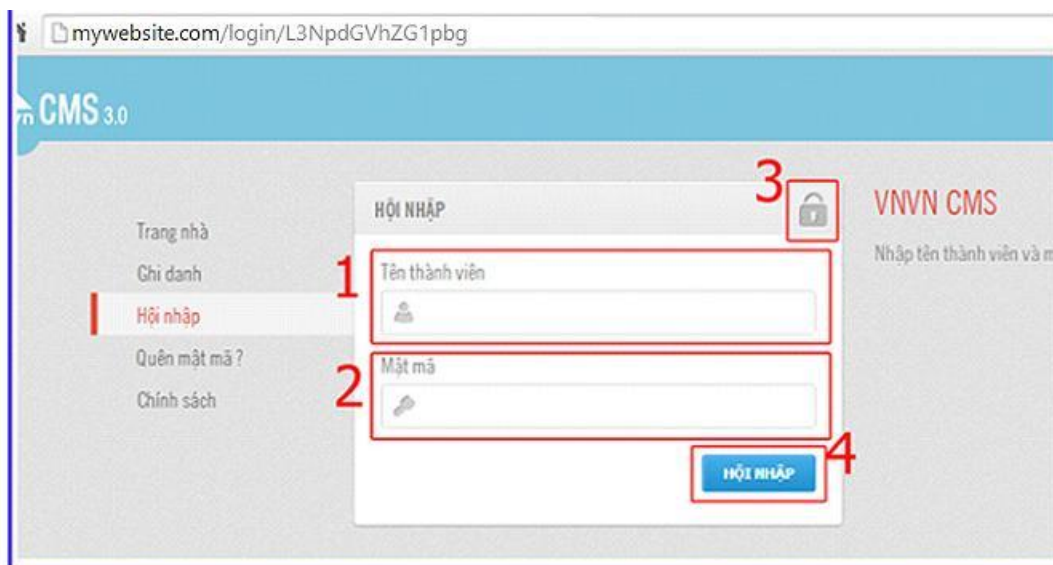 mywebsite.com/login/L3NpdGVhZG1pbg
CMS 3.0
Trang nhà
Ghi danh
Hội nhập
Quên mật mã ?
Chính sách
HỘI NHẬP
3
1
Tên thành viên
2
Mật mã
HỘI NHẬP
4
VNVN CMS
Nhập tên thành viên và